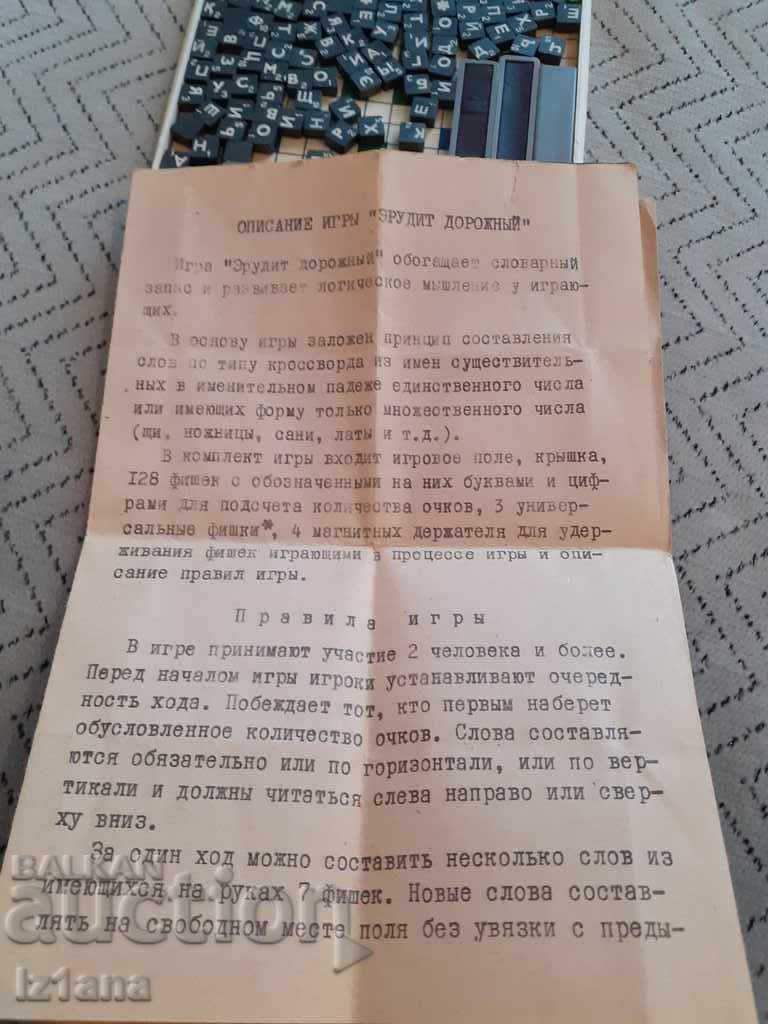 ОПИСАНИЕ ИГРЫ "ЭРУДИТ ДОРОЖНЫЙ"
Игра "Эрудит дорожный" обогащает словарный
запас и развивает логическое мышление у играю-
щих.
В основу игры заложен принцип составления
слов по типу кроссворда из имен существитель-
ных в именительном падеже единственного числа
или имеющих форму только множественного числа
(щи, ножницы, сани, латы и т.д.).
В комплект игры входит игровое поле, крышка,
128 фишек с обозначенными на них буквами и циф-
рами для подсчета количества очков, 3 универ-
сальные фишки*, 4 магнитных держателя для удер-
живания фишек играющими в процессе игры и опи-
сание правил игры.
Правила игры
В игре принимают участие 2 человека и более.
Перед началом игры игроки устанавливают очеред-
ность хода. Побеждает тот, кто первым наберет
обусловленное количество очков. Слова составля-
ются обязательно или по горизонтали, или по вер-
тикали и должны читаться слева направо или свер-
ху вниз.
За один ход можно составить несколько слов из
имеющихся на руках 7 фишек. Новые слова состав-
лять на свободном месте поля без увязки с преды-
BALKAN
auction
iz1ana